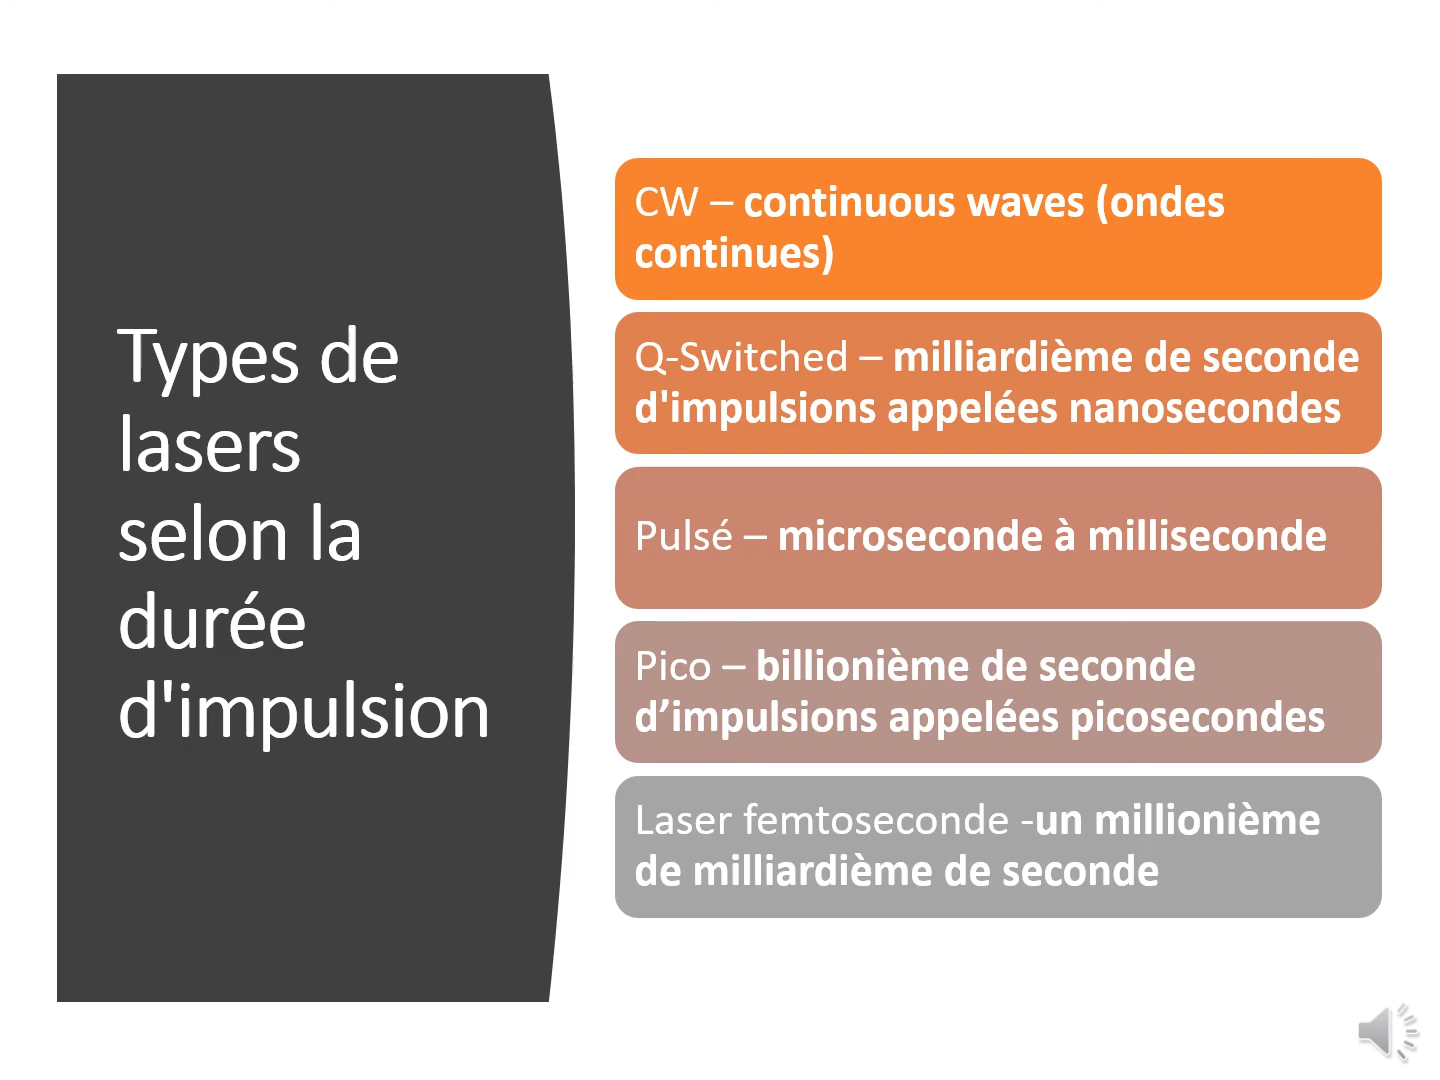 Types de
lasers
selon la
durée
d'impulsion
CW – continuous waves (ondes
continues)
Q-Switched – milliardième de seconde
d'impulsions appelées nanosecondes
Pulsé – microseconde à milliseconde
Pico – billionième de seconde
d’impulsions appelées picosecondes
Laser femtoseconde -un millionième
de milliardième de seconde